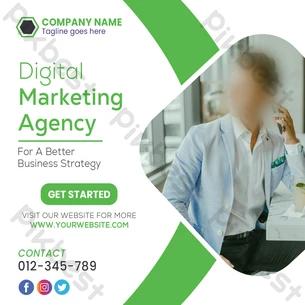 COMPANY NAME
Tagline goes here
Digital
Marketing
Agency
For A Better
Business Strategy
GET STARTED
VISIT OUR WEBSITE FOR MORE
WWW.YOURWEBSITE.COM
CONTACT
012-345-789
Pikbest